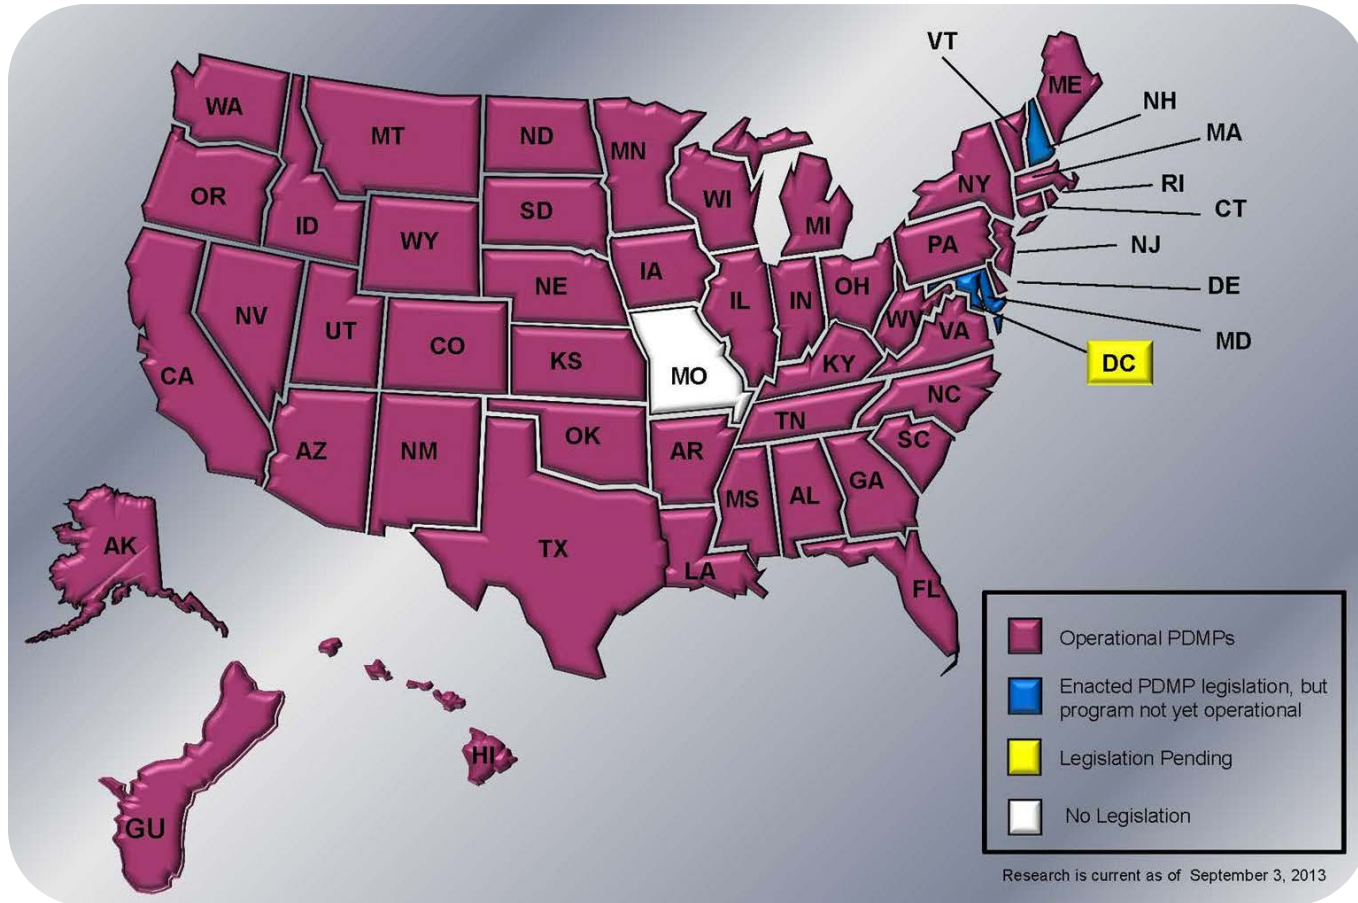 VT
ME
NH
WA
MT
ND
MN
MA
OR
ID
SD
WI
NY
RI
WY
MI
CT
PA
NJ
IA
NE
IL
IN
OH
DE
NV
UT
CO
WV
VA
MD
KS
MO
KY
DC
CA
NC
TN
OK
SC
AZ
NM
AR
MS
AL
GA
AK
TX
LA
FL
HI
GU
Operational PDMPs
Enacted PDMP legislation, but
program not yet operational
Legislation Pending
No Legislation
Research is current as of September 3, 2013